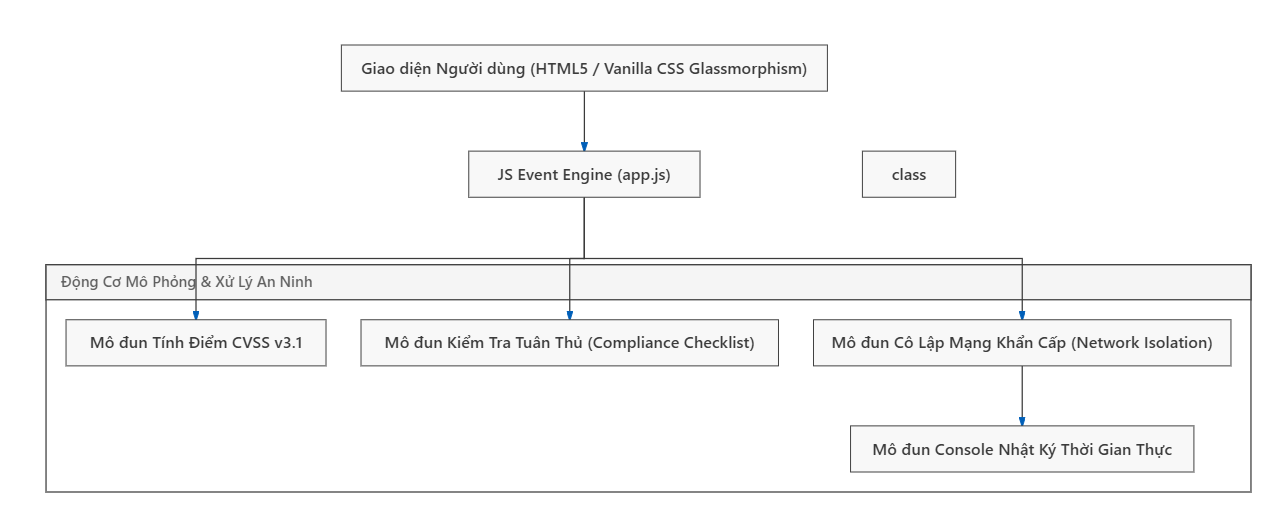 Giao diện Người dùng (HTML5 / Vanilla CSS Glassmorphism)
JS Event Engine (app.js)
class
Động Cơ Mô Phỏng & Xử Lý An Ninh
Mô đun Tính Điểm CVSS v3.1
Mô đun Kiểm Tra Tuân Thủ (Compliance Checklist)
Mô đun Cô Lập Mạng Khẩn Cấp (Network Isolation)
Mô đun Console Nhật Ký Thời Gian Thực